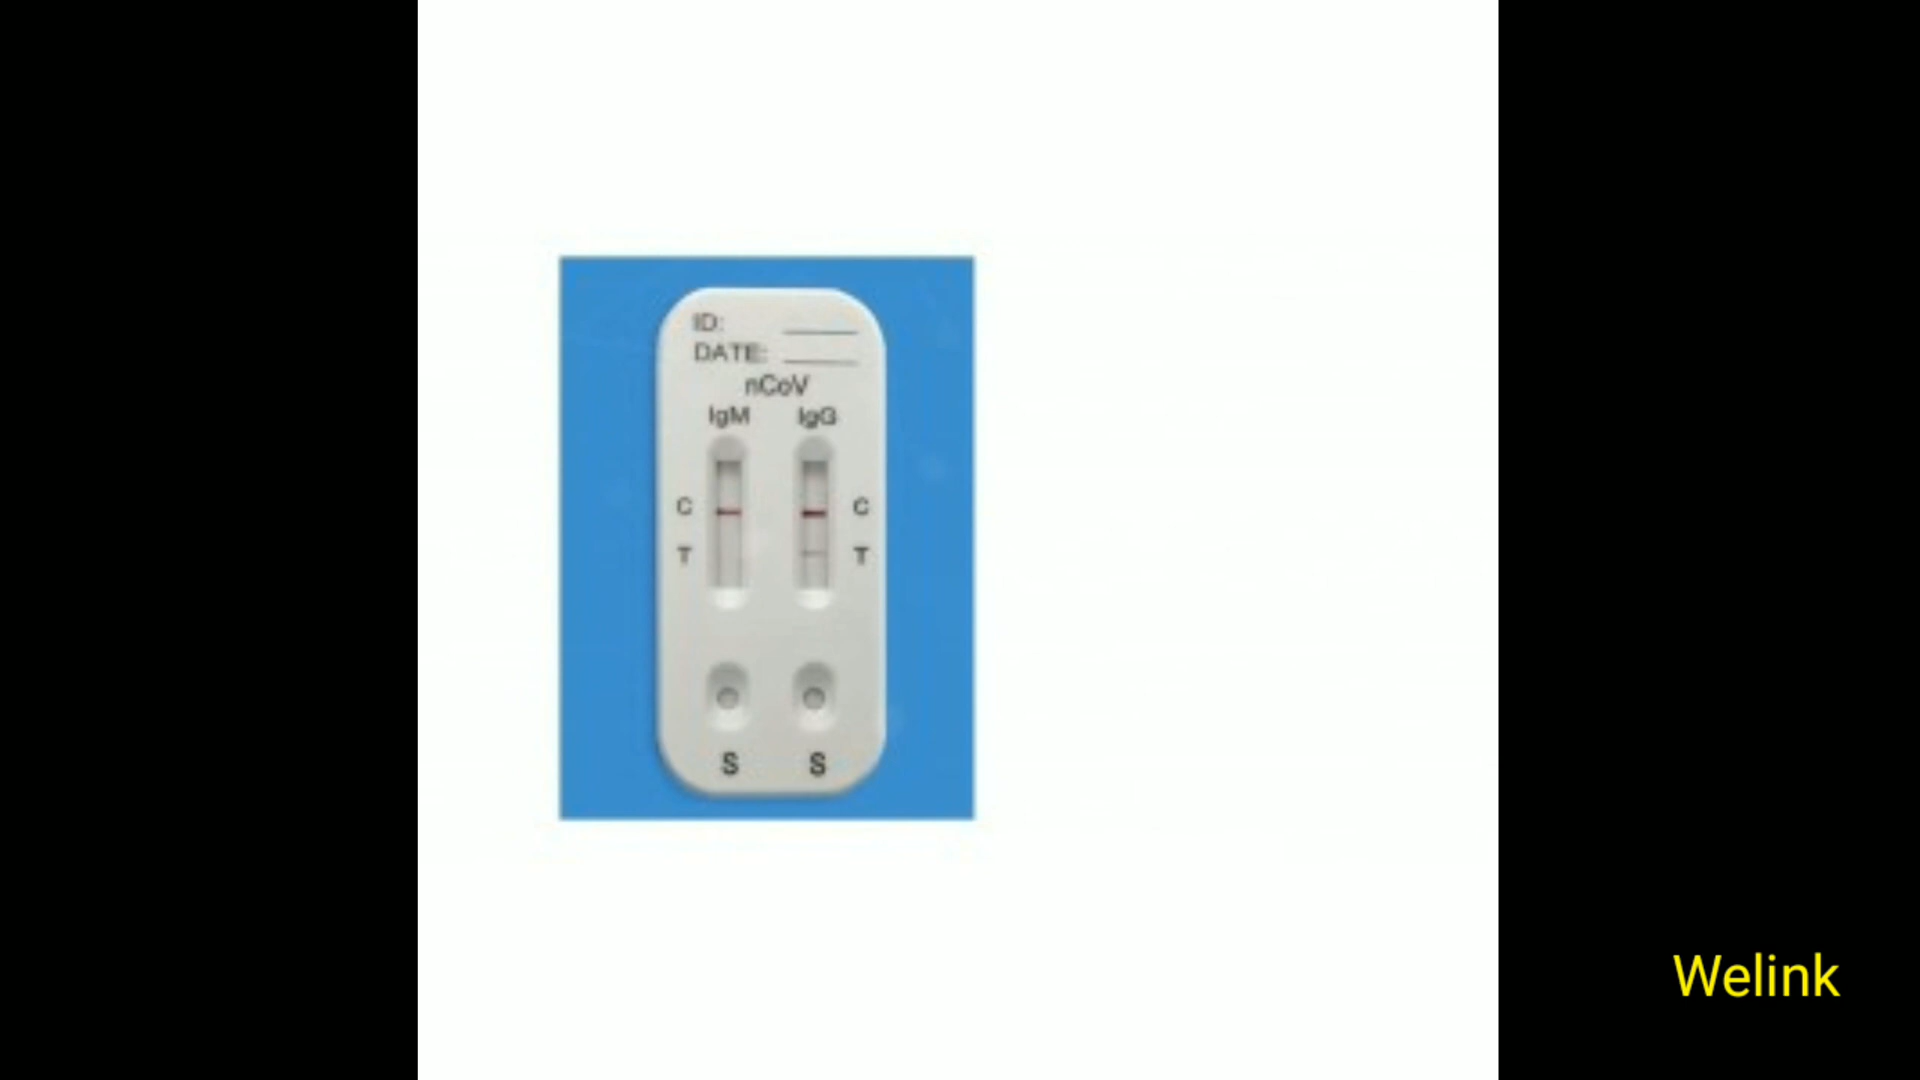 ID:
DATE:
nCoV
IgM IgG
C C
T T
S S
Welink